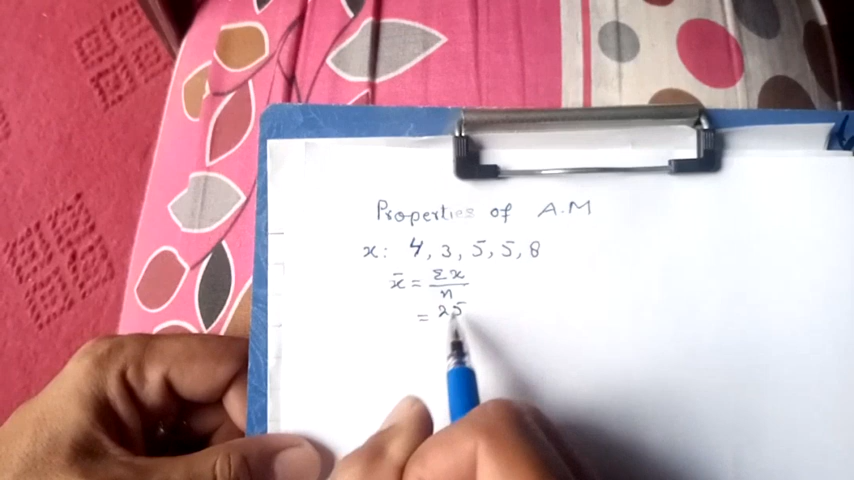 Properties of A.M
x: 4, 3, 5, 5, 8
x̄ = Σx/n
= 25